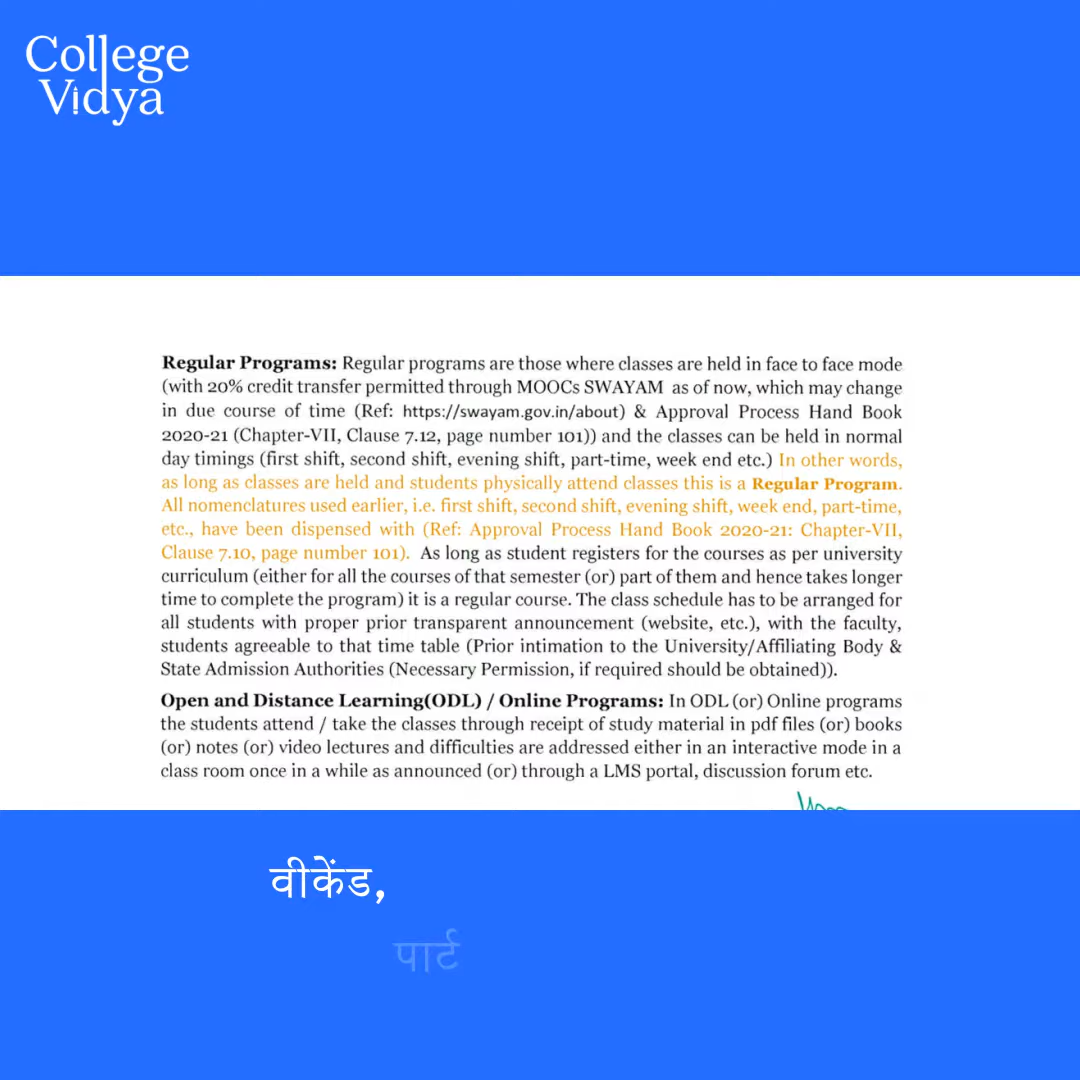 College
Vidya
Regular Programs: Regular programs are those where classes are held in face to face mode
(with 20% credit transfer permitted through MOOCs SWAYAM as of now, which may change
in due course of time (Ref: https://swayam.gov.in/about) & Approval Process Hand Book
2020-21 (Chapter-VII, Clause 7.12, page number 101)) and the classes can be held in normal
day timings (first shift, second shift, evening shift, part-time, week end etc.) In other words,
as long as classes are held and students physically attend classes this is a Regular Program.
All nomenclatures used earlier, i.e. first shift, second shift, evening shift, week end, part-time,
etc., have been dispensed with (Ref: Approval Process Hand Book 2020-21: Chapter-VII,
Clause 7.10, page number 101). As long as student registers for the courses as per university
curriculum (either for all the courses of that semester (or) part of them and hence takes longer
time to complete the program) it is a regular course. The class schedule has to be arranged for
all students with proper prior transparent announcement (website, etc.), with the faculty,
students agreeable to that time table (Prior intimation to the University/Affiliating Body &
State Admission Authorities (Necessary Permission, if required should be obtained)).
Open and Distance Learning(ODL) / Online Programs: In ODL (or) Online programs
the students attend / take the classes through receipt of study material in pdf files (or) books
(or) notes (or) video lectures and difficulties are addressed either in an interactive mode in a
class room once in a while as announced (or) through a LMS portal, discussion forum etc.
वीकेंड,
पार्ट